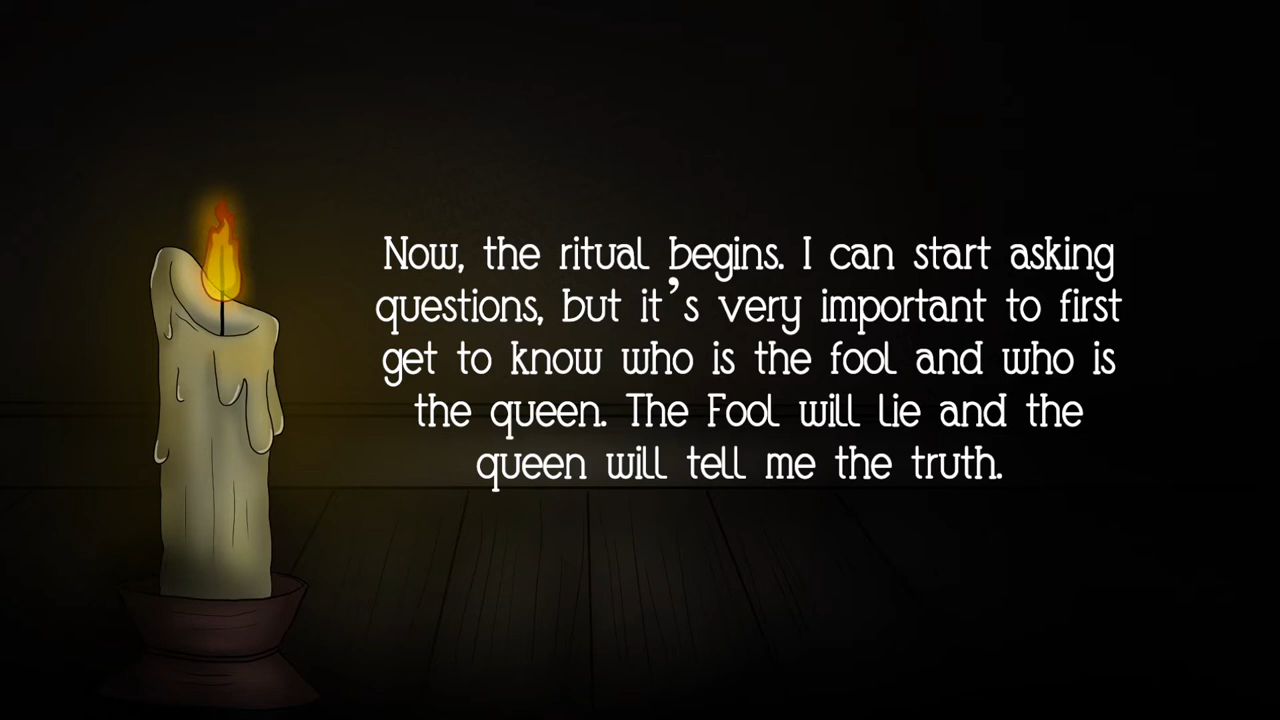 Now, the ritual begins. I can start asking
questions, but it's very important to first
get to know who is the fool and who is
the queen. The Fool will lie and the
queen will tell me the truth.